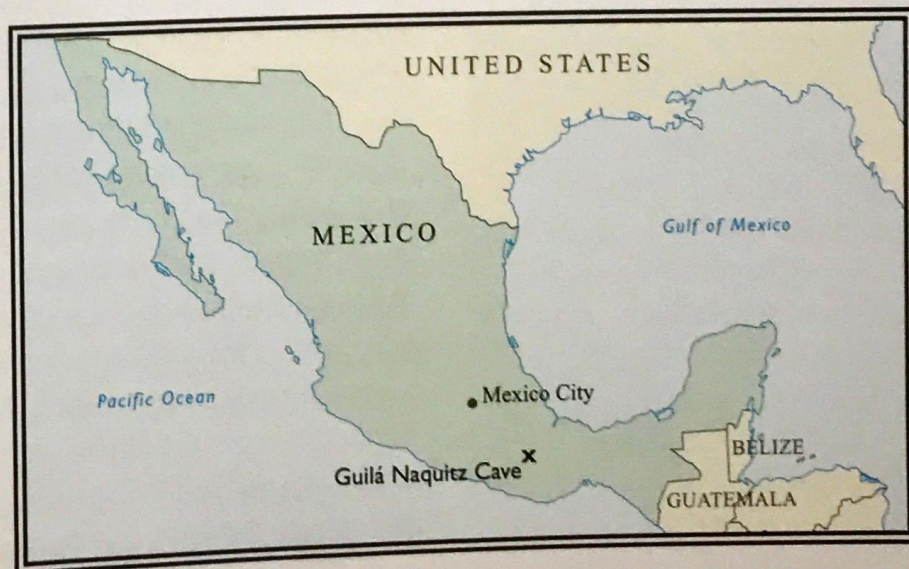 UNITED STATES
MEXICO
Gulf of Mexico
Pacific Ocean
Mexico City
Guilá Naquitz Cave
x
BELIZE
GUATEMALA